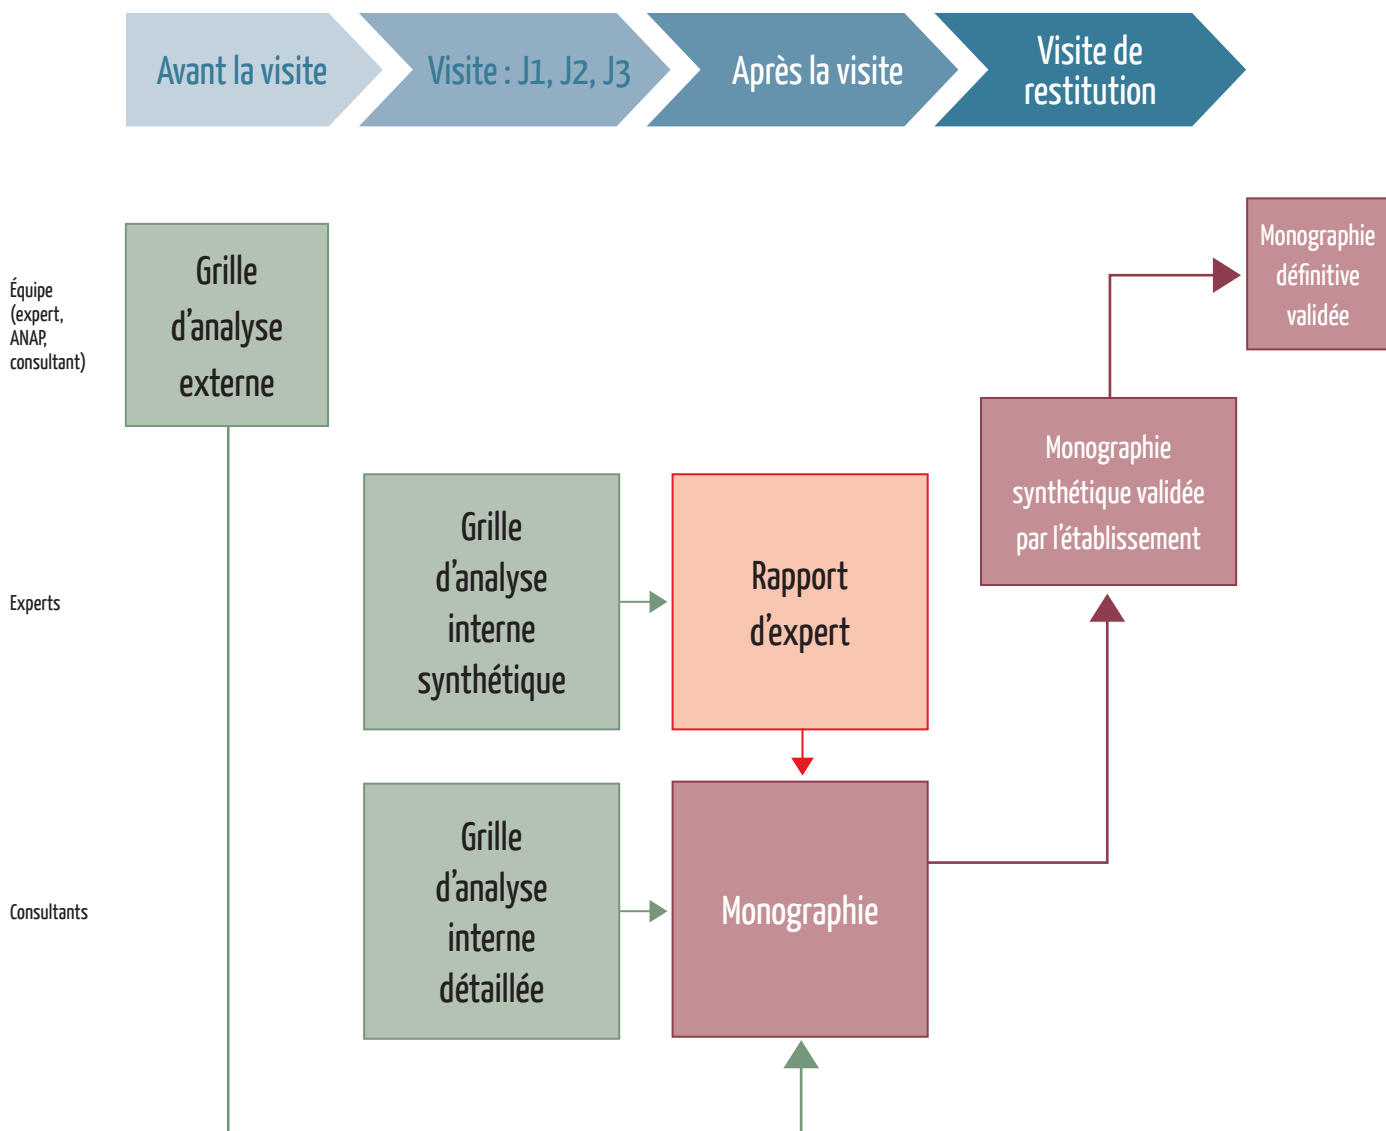 Avant la visite
Visite : J1, J2, J3
Après la visite
Visite de
restitution
Équipe
(expert,
ANAP,
consultant)
Grille
d'analyse
externe
Monographie
définitive
validée
Monographie
synthétique validée
par l'établissement
Experts
Grille
d'analyse
interne
synthétique
Rapport
d'expert
Consultants
Grille
d'analyse
interne
détaillée
Monographie